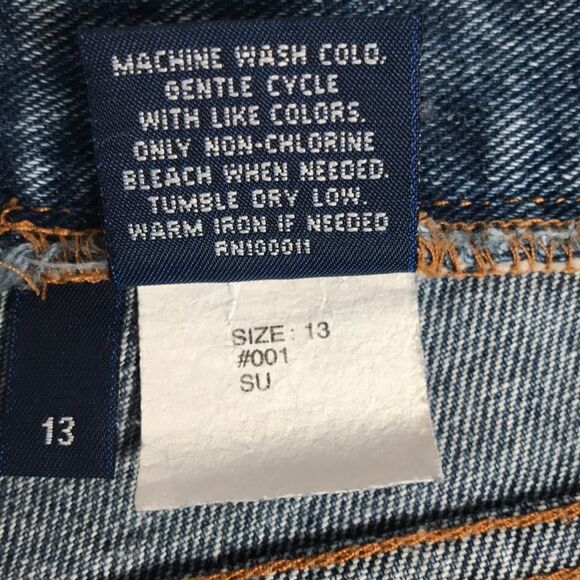 MACHINE WASH COLD,
GENTLE CYCLE
WITH LIKE COLORS.
ONLY NON-CHLORINE
BLEACH WHEN NEEDED.
TUMBLE DRY LOW.
WARM IRON IF NEEDED
RN100011
SIZE: 13
#001
SU
13